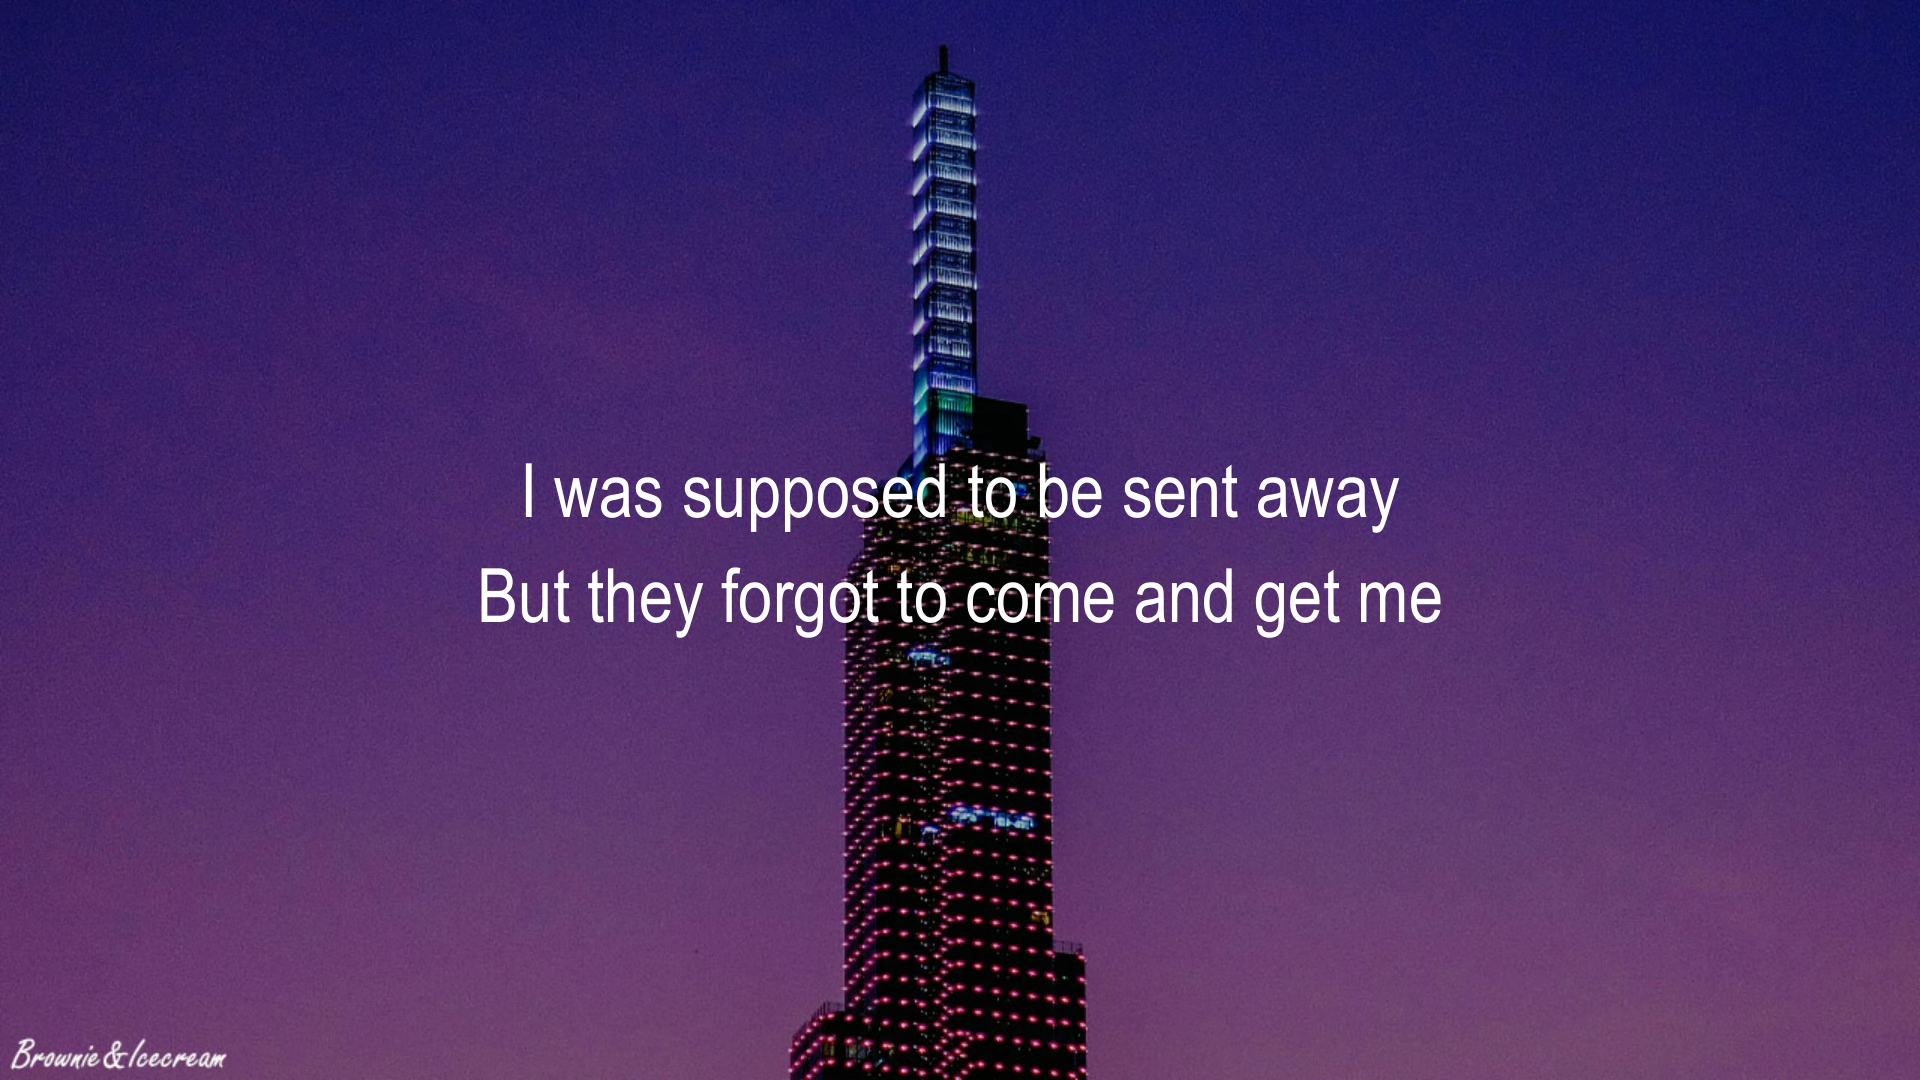 I was supposed to be sent away
But they forgot to come and get me
Brownie&Icecream